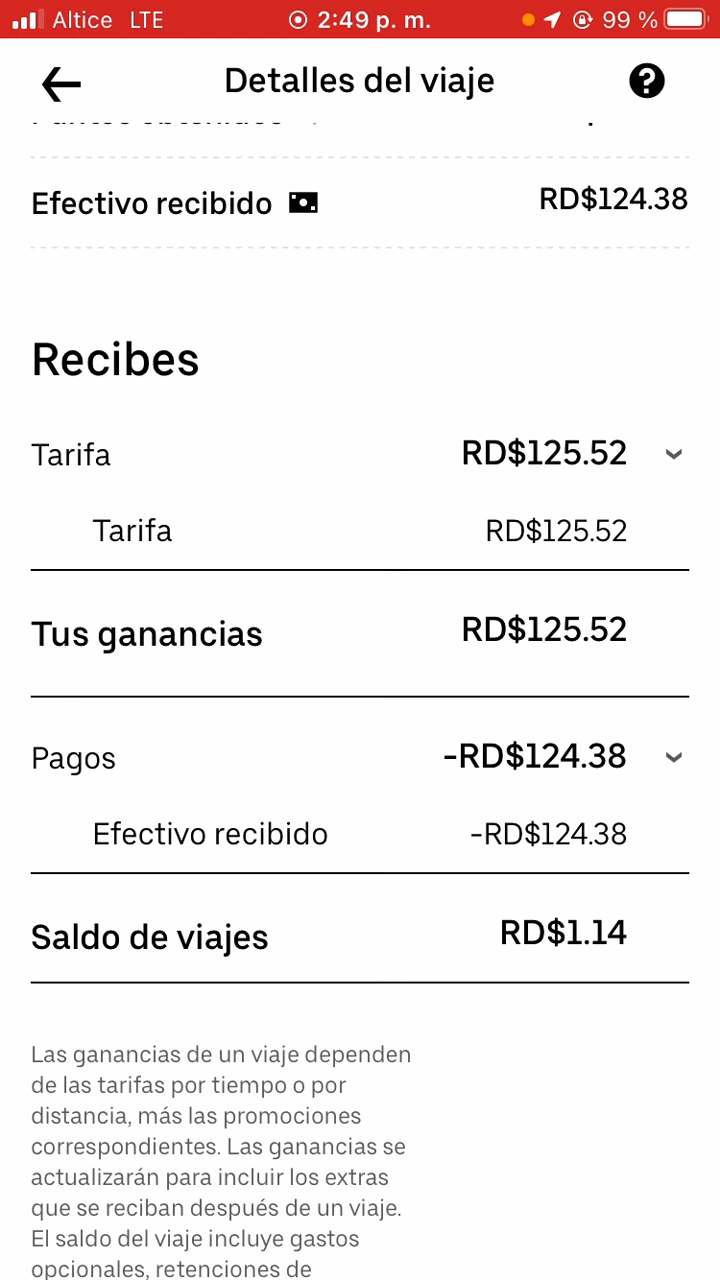 Altice LTE 2:49 p. m. 99 %
Detalles del viaje
Efectivo recibido RD$124.38
Recibes
Tarifa RD$125.52
Tarifa RD$125.52
Tus ganancias RD$125.52
Pagos -RD$124.38
Efectivo recibido -RD$124.38
Saldo de viajes RD$1.14
Las ganancias de un viaje dependen
de las tarifas por tiempo o por
distancia, más las promociones
correspondientes. Las ganancias se
actualizarán para incluir los extras
que se reciban después de un viaje.
El saldo del viaje incluye gastos
opcionales, retenciones de